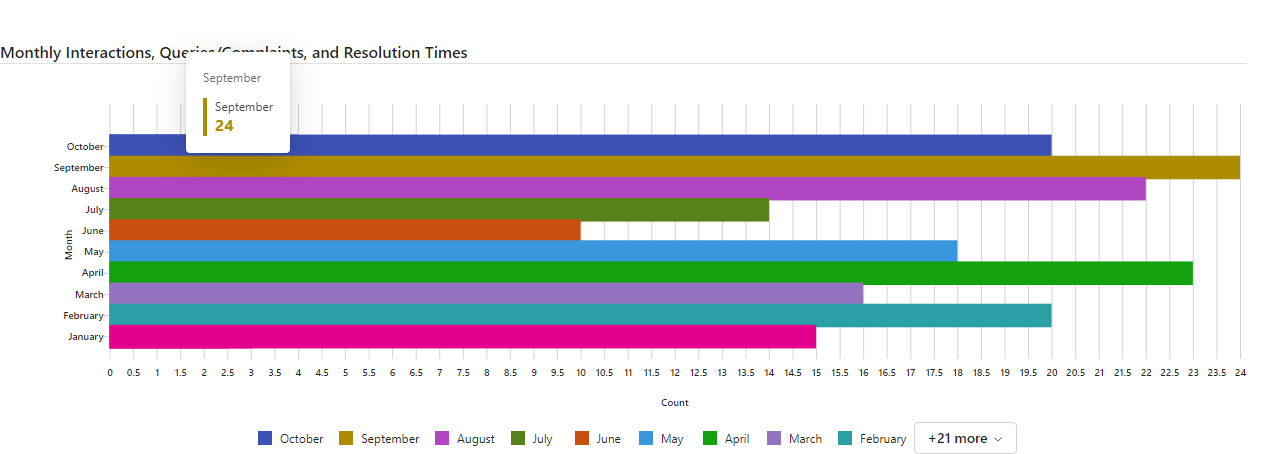 Monthly Interactions, Queries/Complaints, and Resolution Times
September
September
24
October
September
August
July
June
May
April
March
February
January
Month
0 0.5 1 1.5 2 2.5 3 3.5 4 4.5 5 5.5 6 6.5 7 7.5 8 8.5 9 9.5 10 10.5 11 11.5 12 12.5 13 13.5 14 14.5 15 15.5 16 16.5 17 17.5 18 18.5 19 19.5 20 20.5 21 21.5 22 22.5 23 23.5 24
Count
October September August July June May April March February +21 more